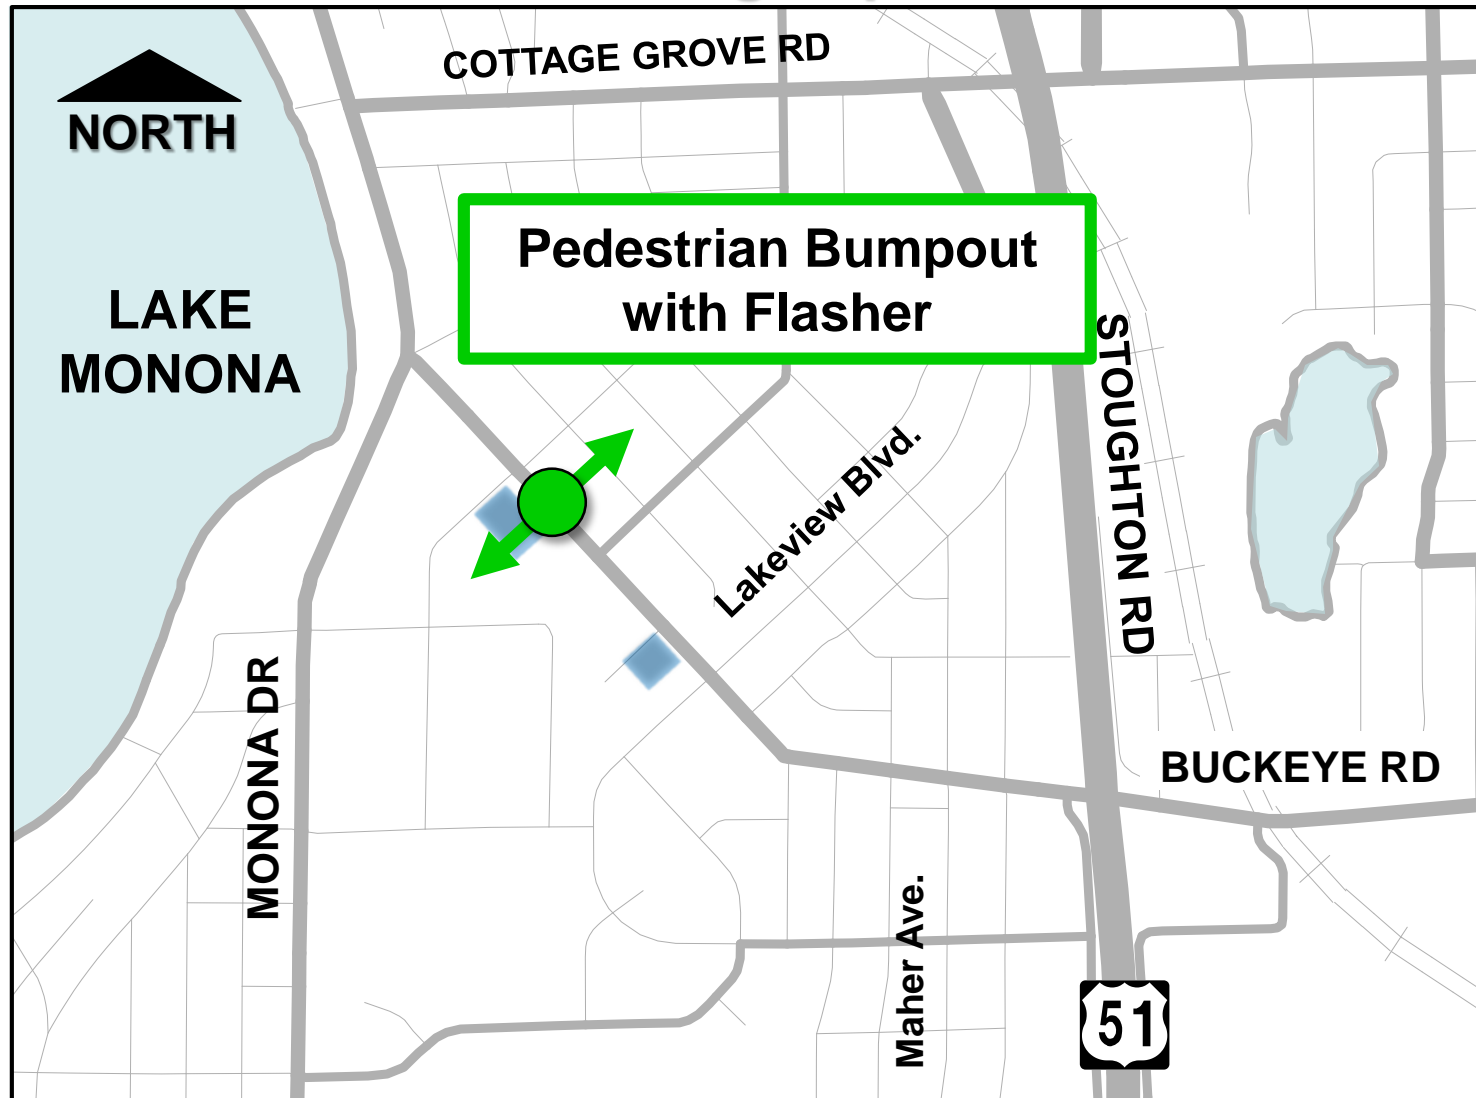 COTTAGE GROVE RD
NORTH
Pedestrian Bumpout
with Flasher
LAKE
MONONA
STOUGHTON RD
Lakeview Blvd.
MONONA DR
BUCKEYE RD
Maher Ave.
51